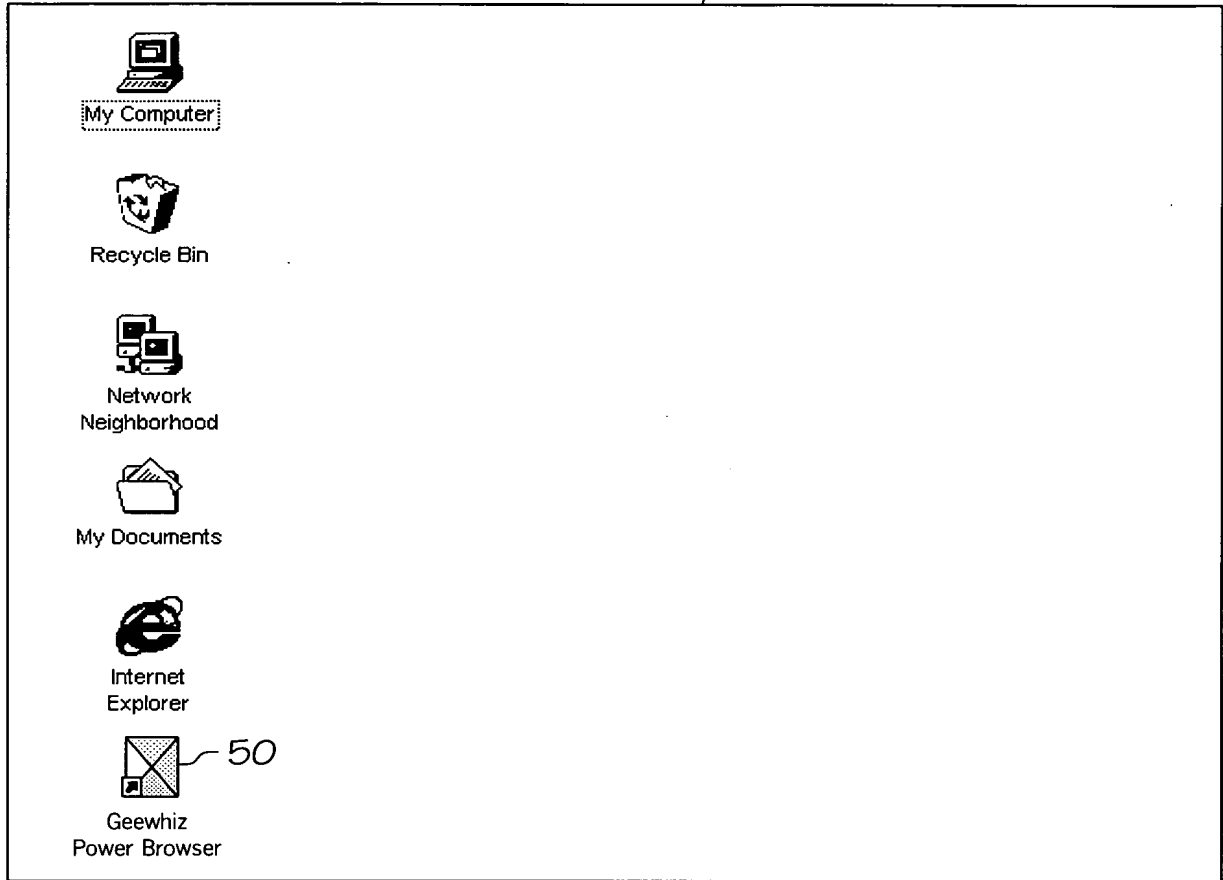 My Computer
Recycle Bin
Network
Neighborhood
My Documents
Internet
Explorer
50
Geewhiz
Power Browser